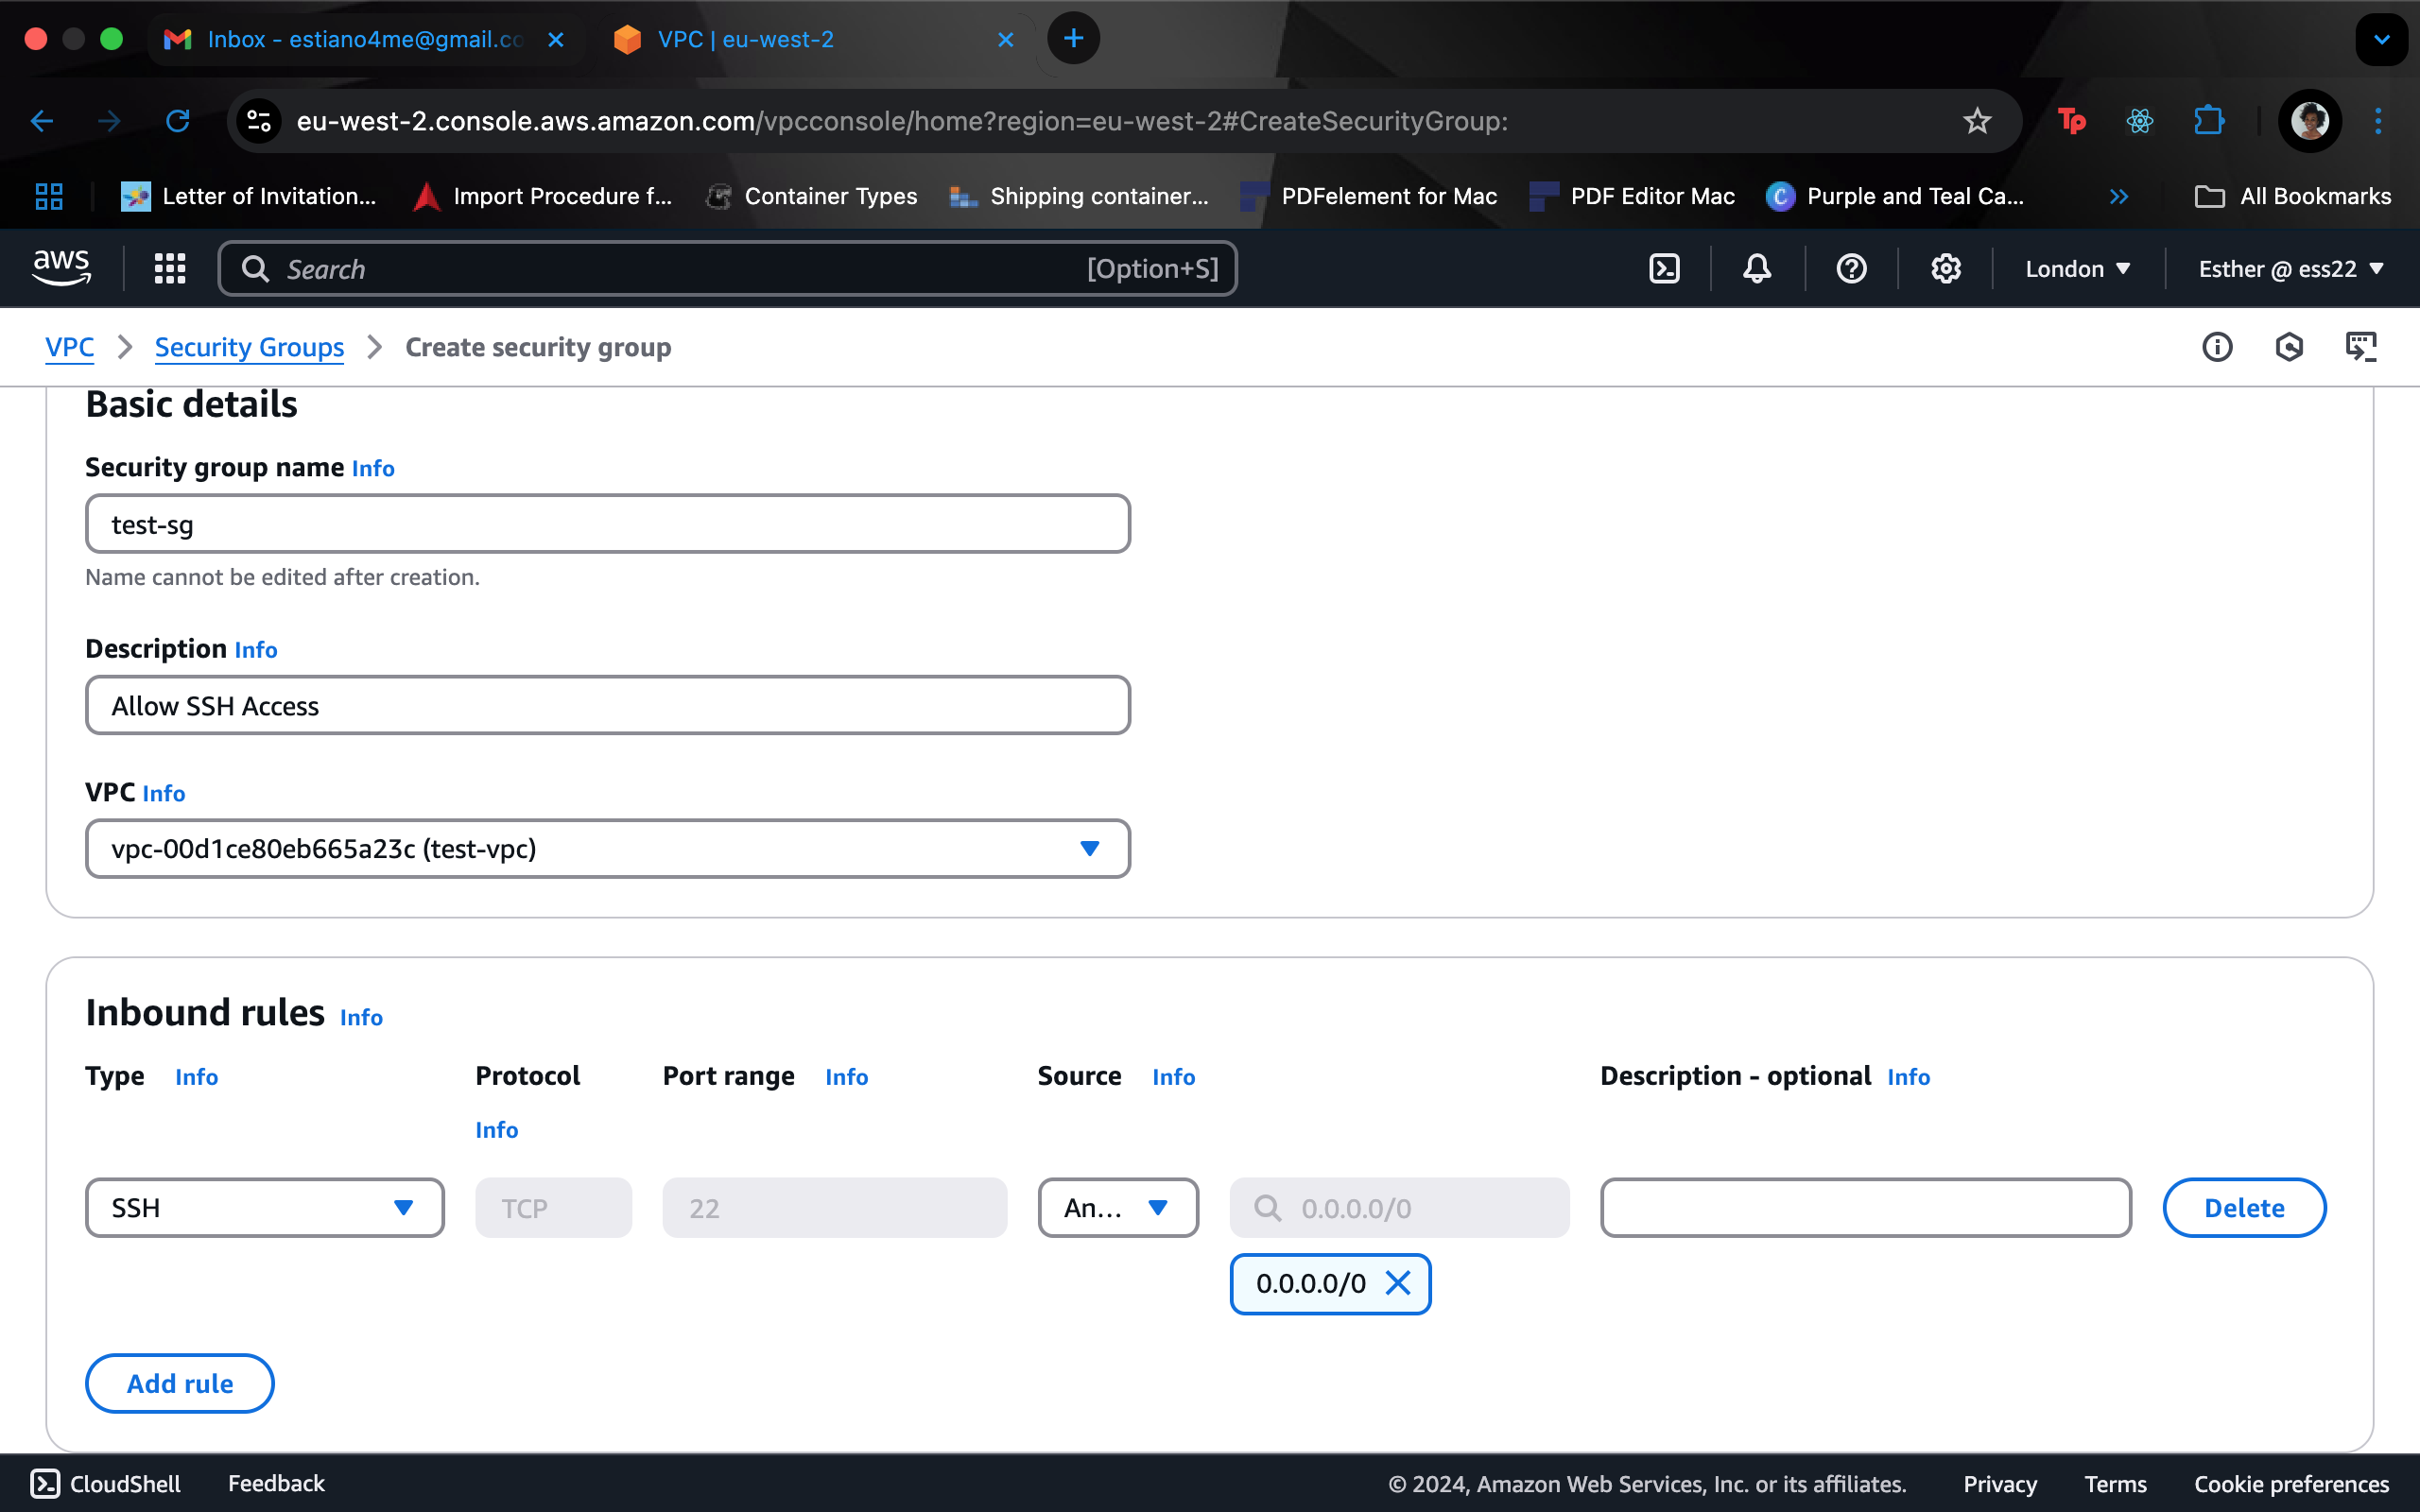 Inbox - estiano4me@gmail.co
VPC | eu-west-2
eu-west-2.console.aws.amazon.com/vpcconsole/home?region=eu-west-2#CreateSecurityGroup:
Tp
Letter of Invitation...
Import Procedure f...
Container Types
Shipping container...
PDFelement for Mac
PDF Editor Mac
Purple and Teal Ca...
All Bookmarks
aws
Search
[Option+S]
London
Esther @ ess22
VPC
Security Groups
Create security group
Basic details
Security group name Info
test-sg
Name cannot be edited after creation.
Description Info
Allow SSH Access
VPC Info
vpc-00d1ce80eb665a23c (test-vpc)
Inbound rules Info
Type Info
Protocol
Info
Port range Info
Source Info
Description - optional Info
SSH
TCP
22
An...
0.0.0.0/0
Delete
0.0.0.0/0
Add rule
CloudShell
Feedback
© 2024, Amazon Web Services, Inc. or its affiliates.
Privacy
Terms
Cookie preferences